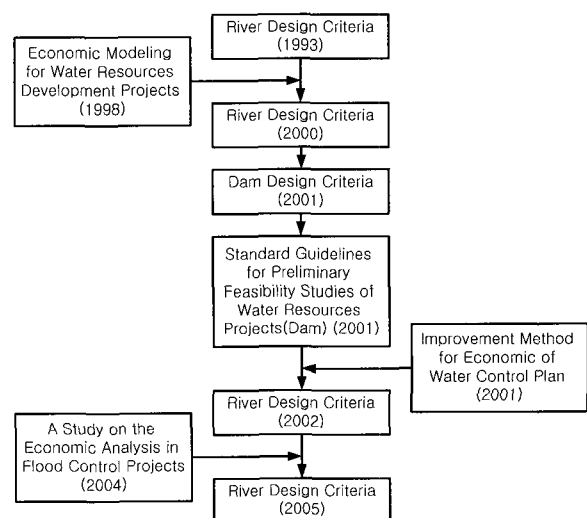 River Design Criteria
(1993)
Economic Modeling
for Water Resources
Development Projects
(1998)
River Design Criteria
(2000)
Dam Design Criteria
(2001)
Standard Guidelines
for Preliminary
Feasibility Studies of
Water Resources
Projects(Dam) (2001)
Improvement Method
for Economic of
Water Control Plan
(2001)
River Design Criteria
(2002)
A Study on the
Economic Analysis in
Flood Control Projects
(2004)
River Design Criteria
(2005)